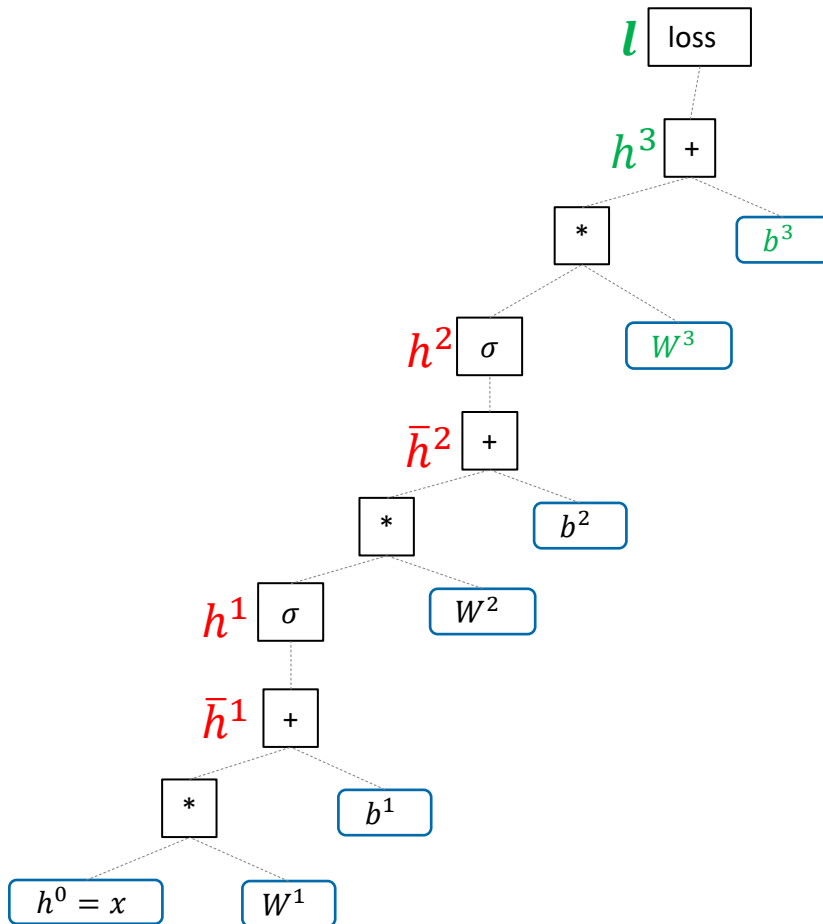 l loss
h³ +
* b³
h² σ W³
h̄² +
* b²
h¹ σ W²
h̄¹ +
* b¹
h⁰ = x W¹